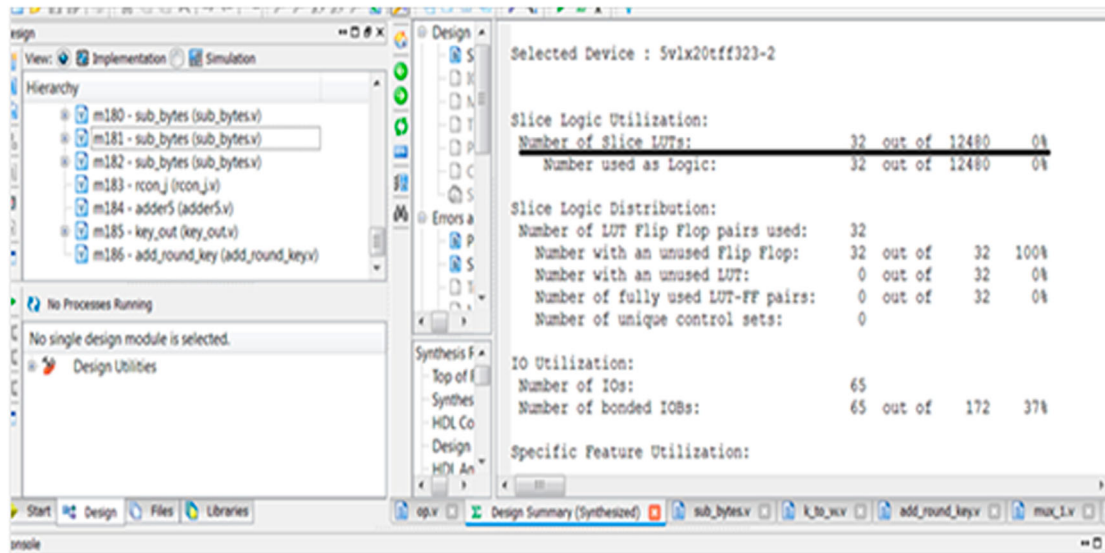 esign
View: Implementation Simulation
Hierarchy
m180 - sub_bytes (sub_bytes.v)
m181 - sub_bytes (sub_bytes.v)
m182 - sub_bytes (sub_bytes.v)
m183 - rcon_j (rcon_j.v)
m184 - adder5 (adder5.v)
m185 - key_out (key_out.v)
m186 - add_round_key (add_round_key.v)
No Processes Running
No single design module is selected.
Design Utilities
Start Design Files Libraries
onsole
Design
S
Errors a
P
S
Synthesis F
Top of F
Synthes
HDL Co
Design
HDL An
Selected Device : 5vlx20tff323-2
Slice Logic Utilization:
Number of Slice LUTs: 32 out of 12480 0%
Number used as Logic: 32 out of 12480 0%
Slice Logic Distribution:
Number of LUT Flip Flop pairs used: 32
Number with an unused Flip Flop: 32 out of 32 100%
Number with an unused LUT: 0 out of 32 0%
Number of fully used LUT-FF pairs: 0 out of 32 0%
Number of unique control sets: 0
IO Utilization:
Number of IOs: 65
Number of bonded IOBs: 65 out of 172 37%
Specific Feature Utilization:
op.v Design Summary (Synthesized) sub_bytes.v k_to_w.v add_round_key.v mux_1.v